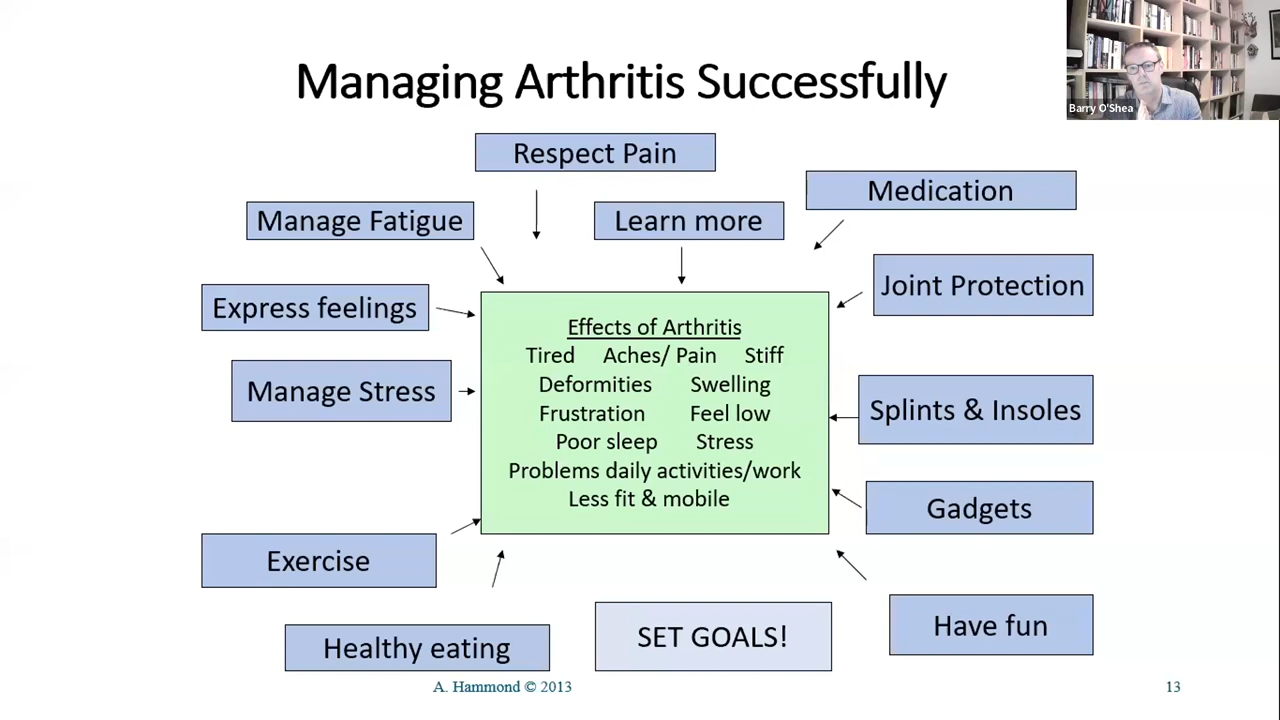 Managing Arthritis Successfully
Barry O'Shea
Respect Pain
Medication
Manage Fatigue
Learn more
Joint Protection
Express feelings
Effects of Arthritis
Tired Aches/ Pain Stiff
Deformities Swelling
Frustration Feel low
Poor sleep Stress
Problems daily activities/work
Less fit & mobile
Manage Stress
Splints & Insoles
Gadgets
Exercise
Have fun
SET GOALS!
Healthy eating
A. Hammond © 2013
13